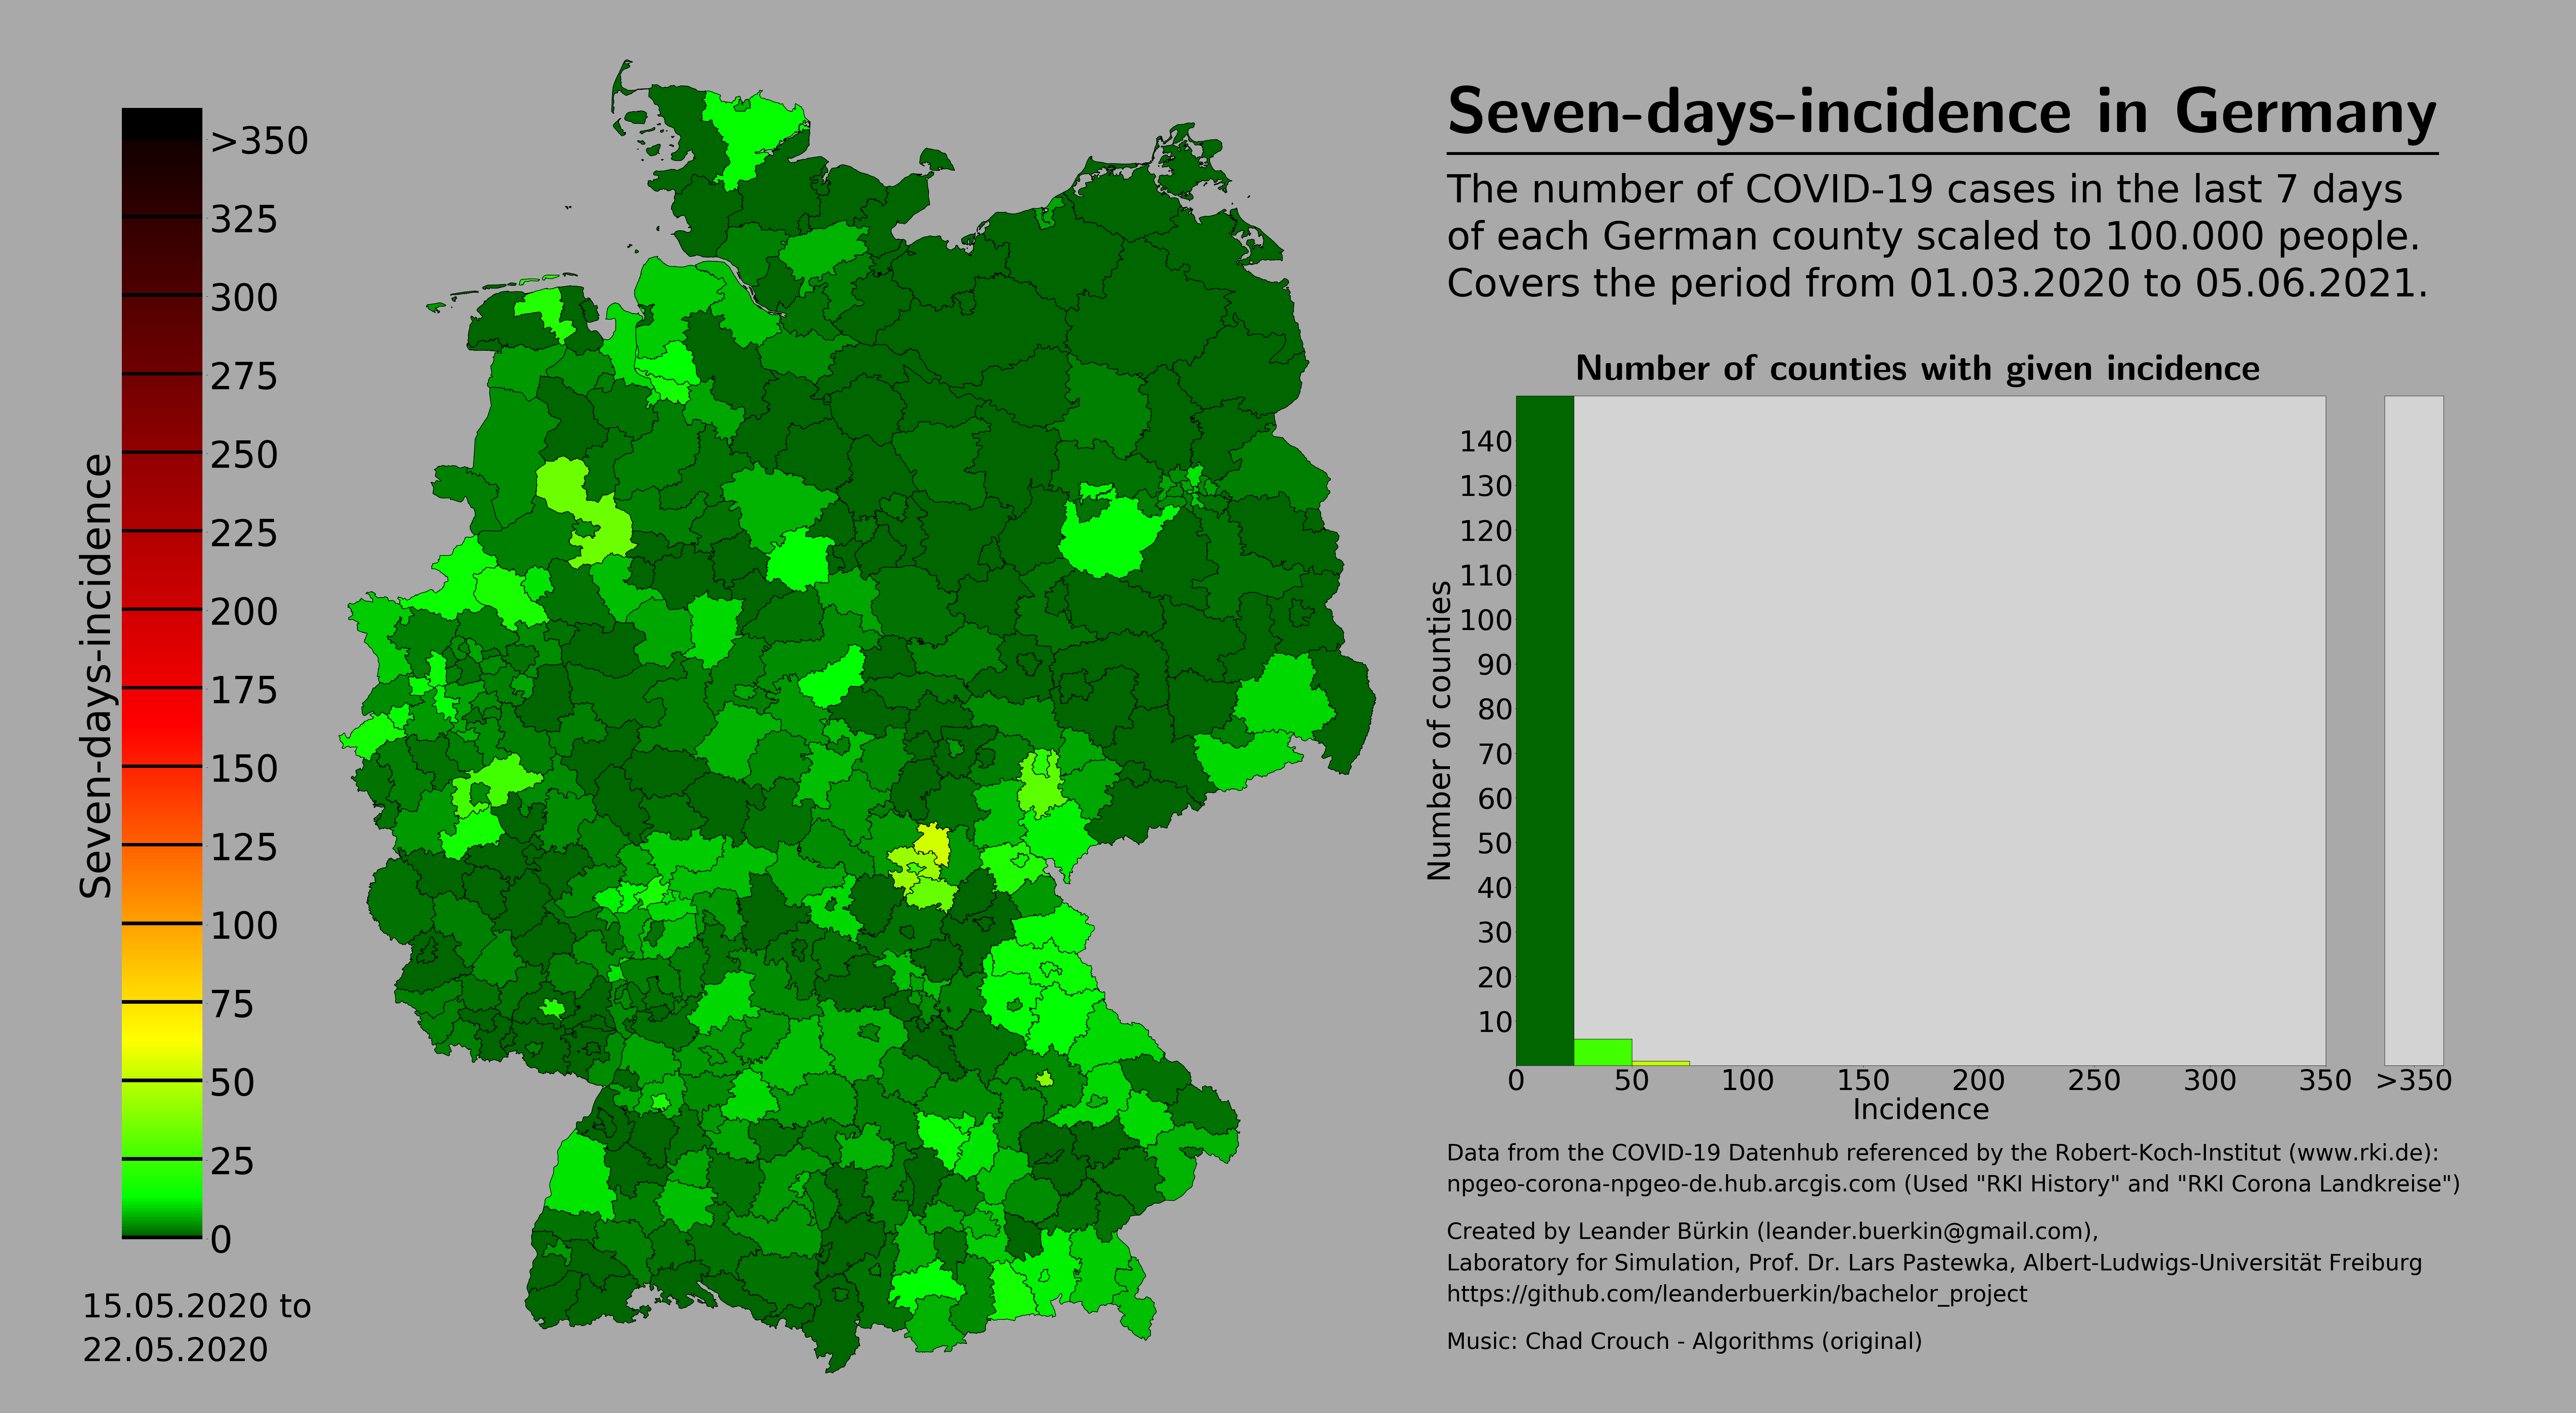 >350
325
300
275
250
225
200
175
150
125
100
75
50
25
0
Seven-days-incidence
15.05.2020 to
22.05.2020
Seven-days-incidence in Germany
The number of COVID-19 cases in the last 7 days
of each German county scaled to 100.000 people.
Covers the period from 01.03.2020 to 05.06.2021.
Number of counties with given incidence
140
130
120
110
100
90
80
70
60
50
40
30
20
10
Number of counties
0 50 100 150 200 250 300 350 >350
Incidence
Data from the COVID-19 Datenhub referenced by the Robert-Koch-Institut (www.rki.de):
npgeo-corona-npgeo-de.hub.arcgis.com (Used "RKI History" and "RKI Corona Landkreise")
Created by Leander Bürkin (leander.buerkin@gmail.com),
Laboratory for Simulation, Prof. Dr. Lars Pastewka, Albert-Ludwigs-Universität Freiburg
https://github.com/leanderbuerkin/bachelor_project
Music: Chad Crouch - Algorithms (original)